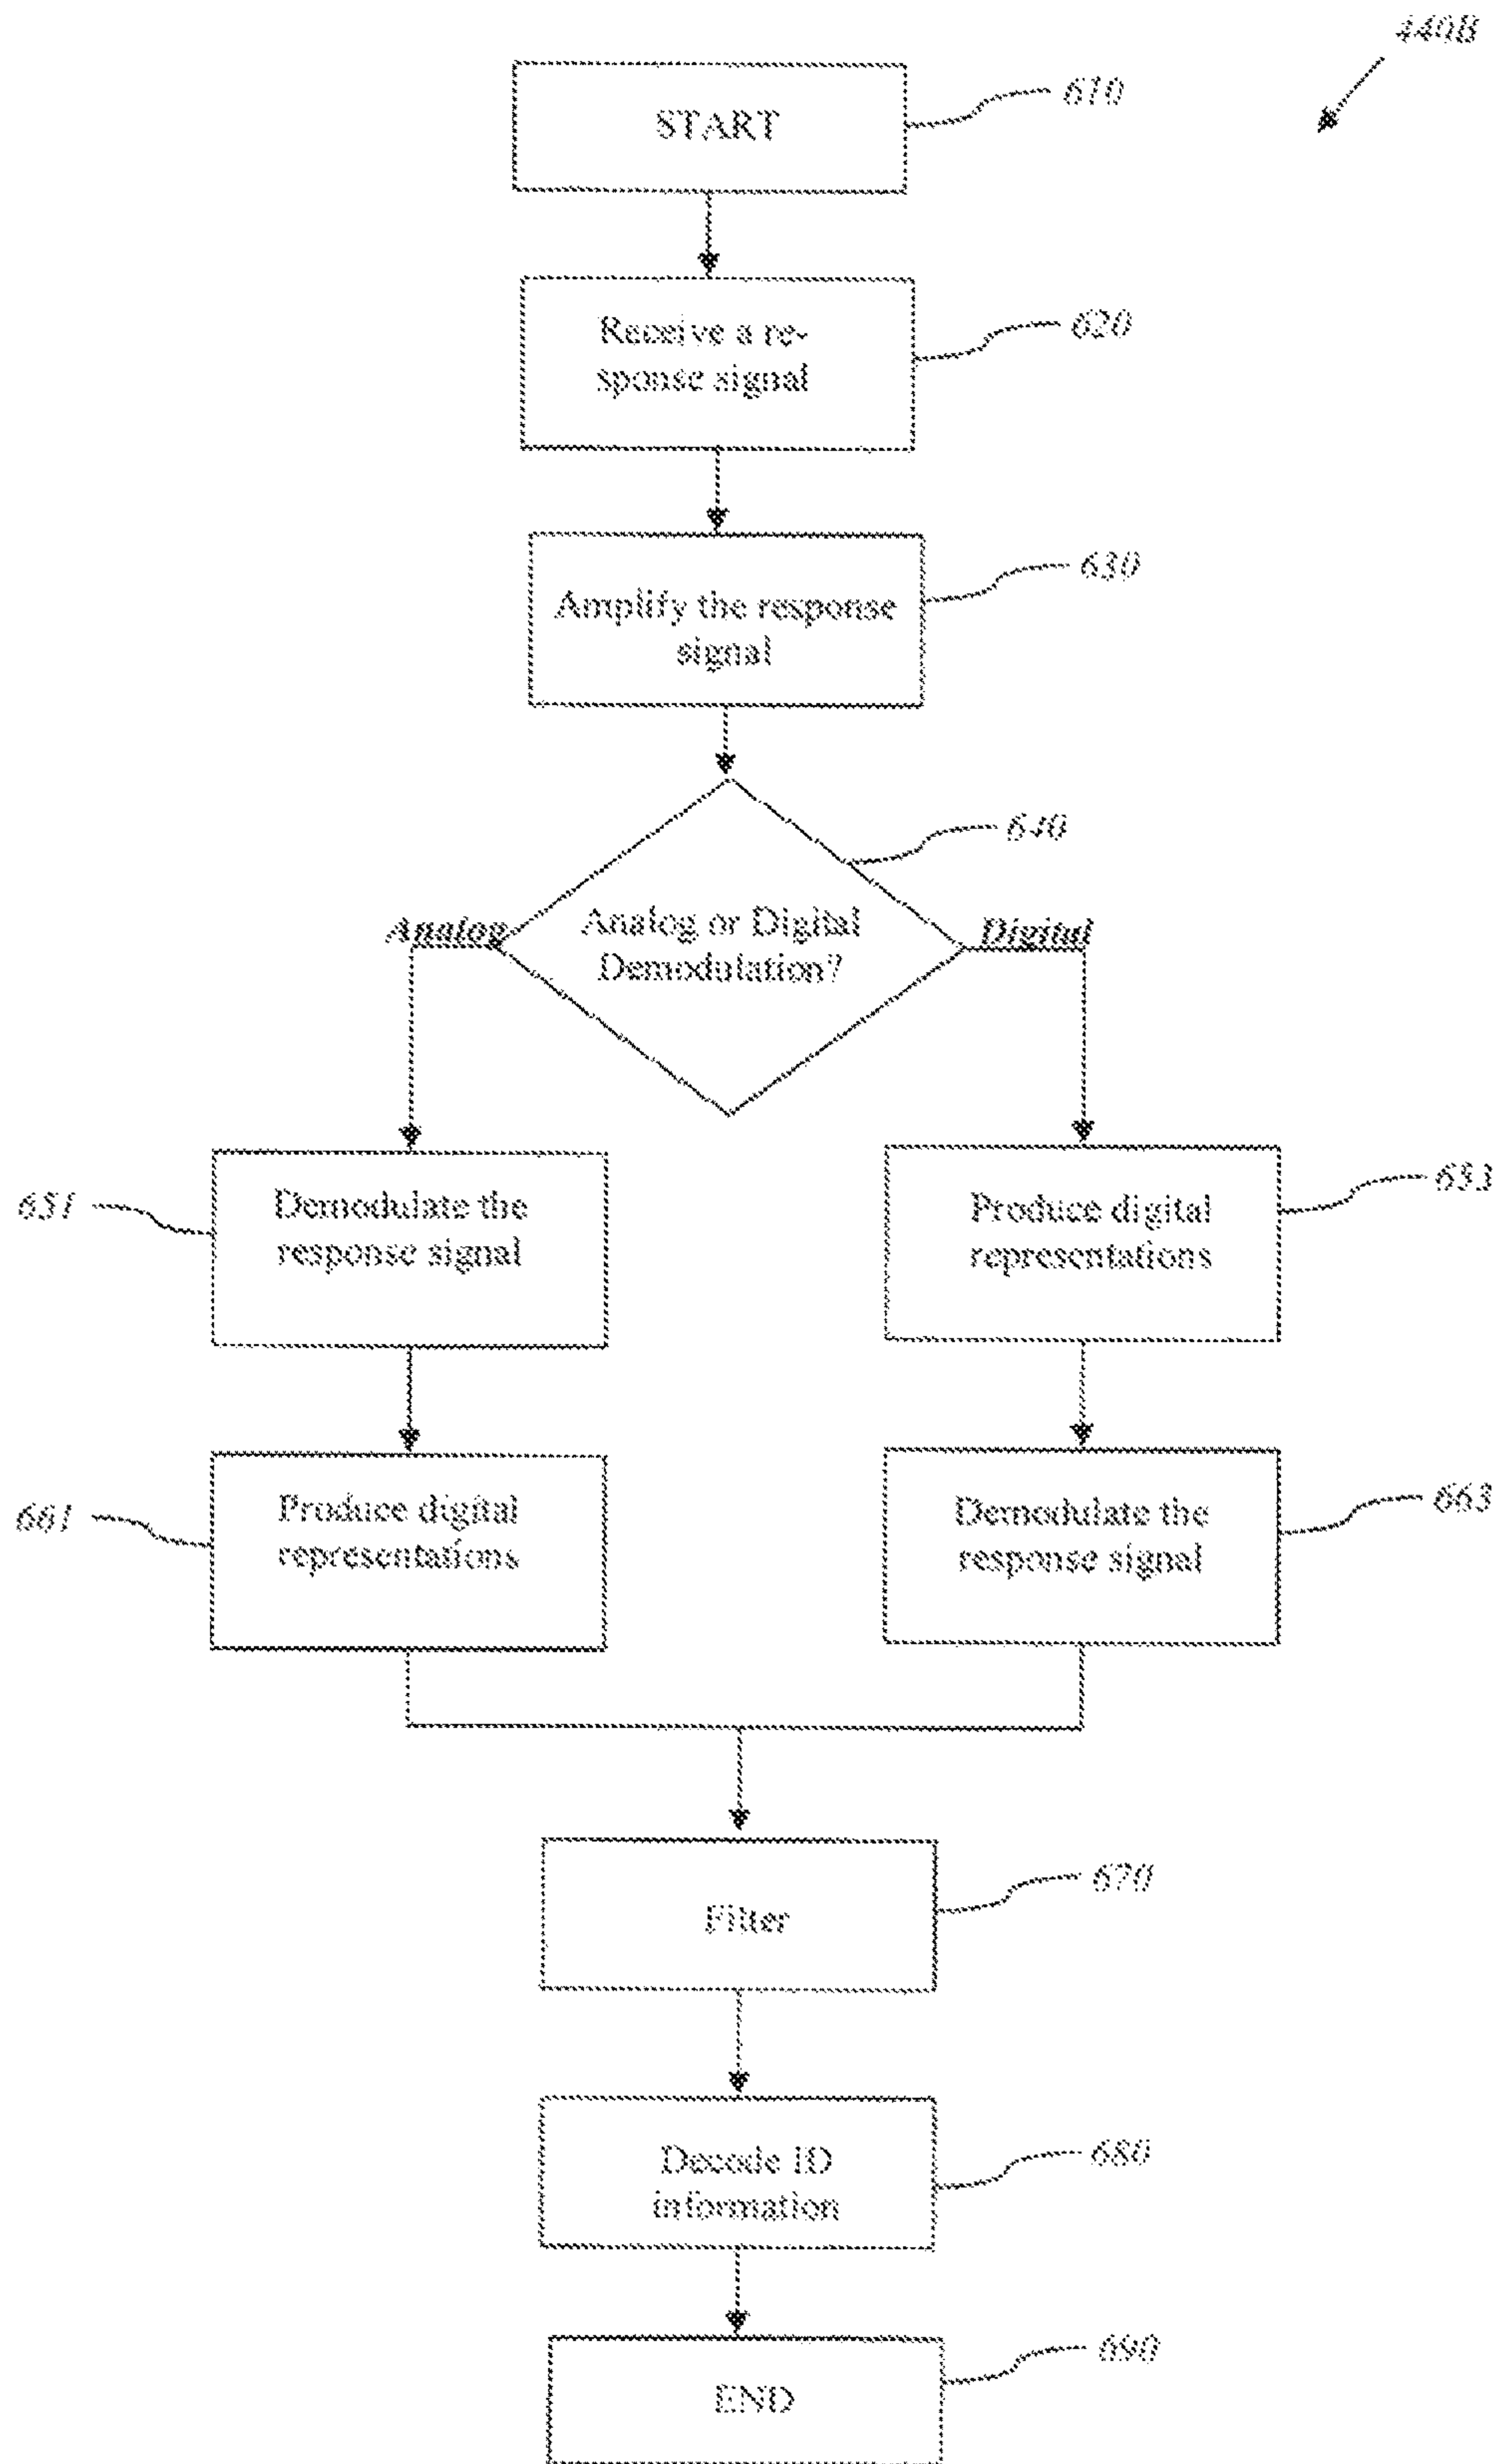 440B
START
610
Receive a re-
sponse signal
620
Amplify the response
signal
630
640
Analog or Digital
Demodulation?
Analog
Digital
Demodulate the
response signal
651
Produce digital
representations
653
Produce digital
representations
661
Demodulate the
response signal
663
Filter
670
Decode ID
information
680
END
690